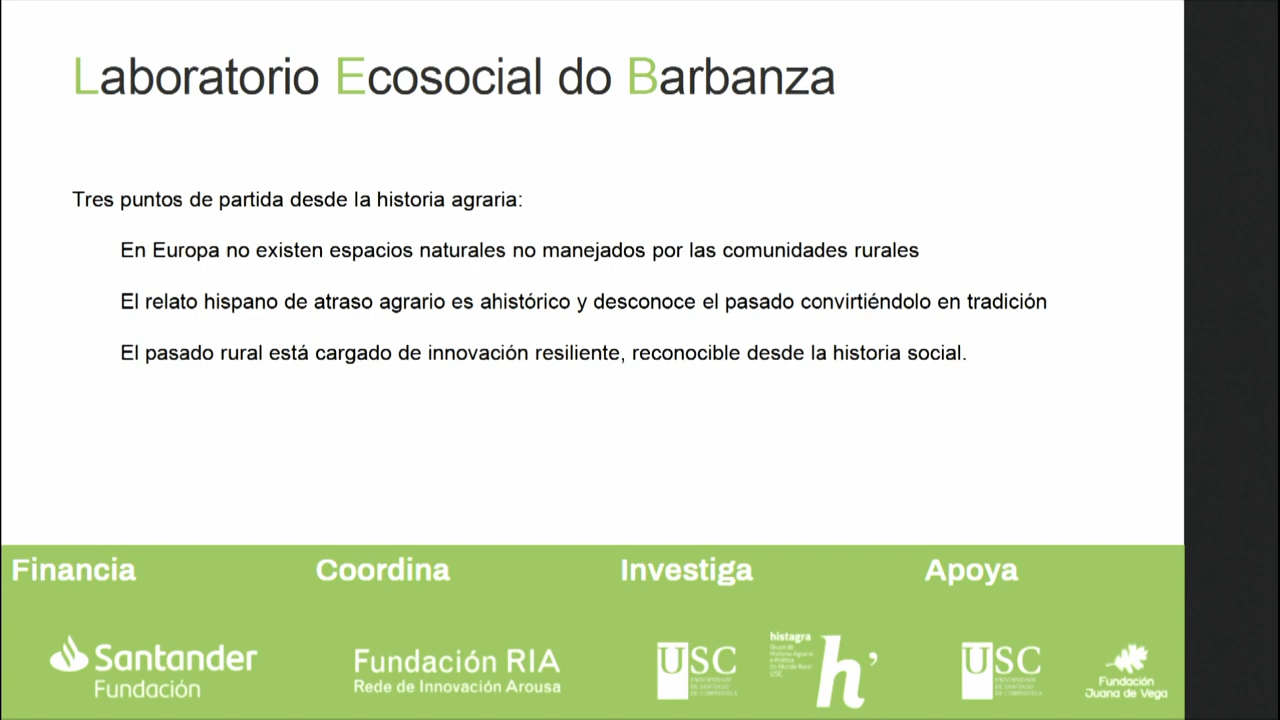 Laboratorio Ecosocial do Barbanza
Tres puntos de partida desde la historia agraria:
En Europa no existen espacios naturales no manejados por las comunidades rurales
El relato hispano de atraso agrario es ahistórico y desconoce el pasado convirtiéndolo en tradición
El pasado rural está cargado de innovación resiliente, reconocible desde la historia social.
Financia
Coordina
Investiga
Apoya
Santander
Fundación
Fundación RIA
Rede de Innovación Arousa
USC
histagra
h’
USC
Fundación
Juana de Vega